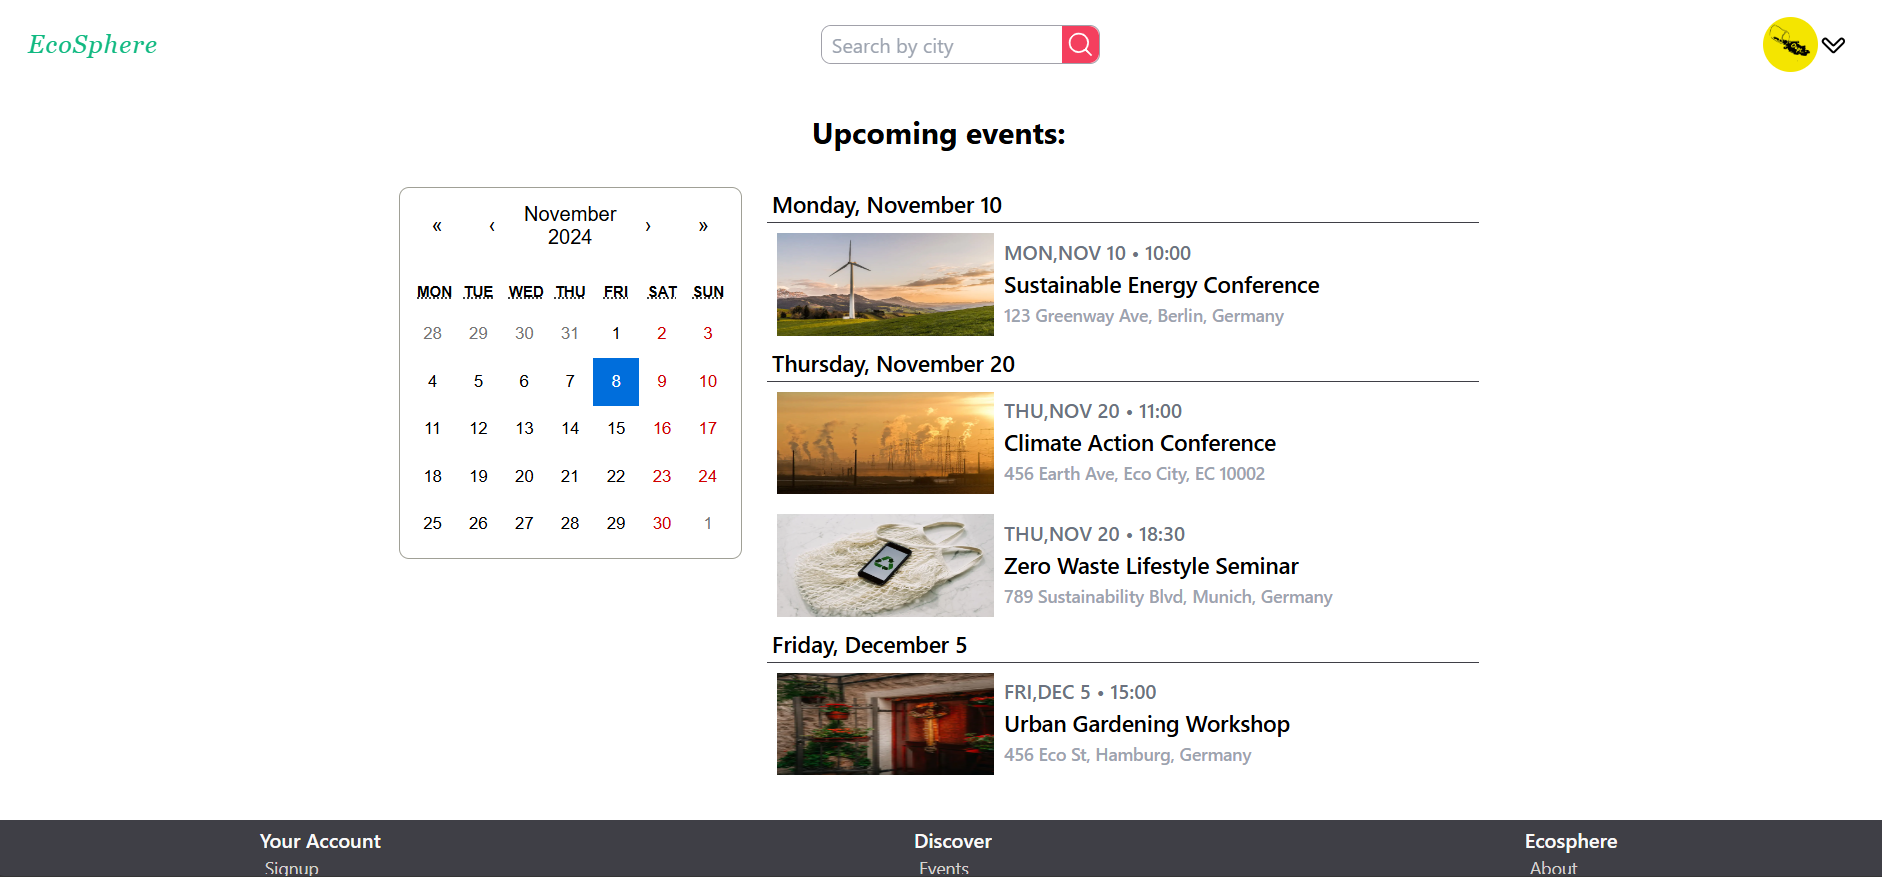 EcoSphere
Search by city
Upcoming events:
« ‹ November 2024 › »
MON TUE WED THU FRI SAT SUN
28 29 30 31 1 2 3
4 5 6 7 8 9 10
11 12 13 14 15 16 17
18 19 20 21 22 23 24
25 26 27 28 29 30 1
Monday, November 10
MON,NOV 10 • 10:00
Sustainable Energy Conference
123 Greenway Ave, Berlin, Germany
Thursday, November 20
THU,NOV 20 • 11:00
Climate Action Conference
456 Earth Ave, Eco City, EC 10002
THU,NOV 20 • 18:30
Zero Waste Lifestyle Seminar
789 Sustainability Blvd, Munich, Germany
Friday, December 5
FRI,DEC 5 • 15:00
Urban Gardening Workshop
456 Eco St, Hamburg, Germany
Your Account
Signup
Discover
Events
Ecosphere
About